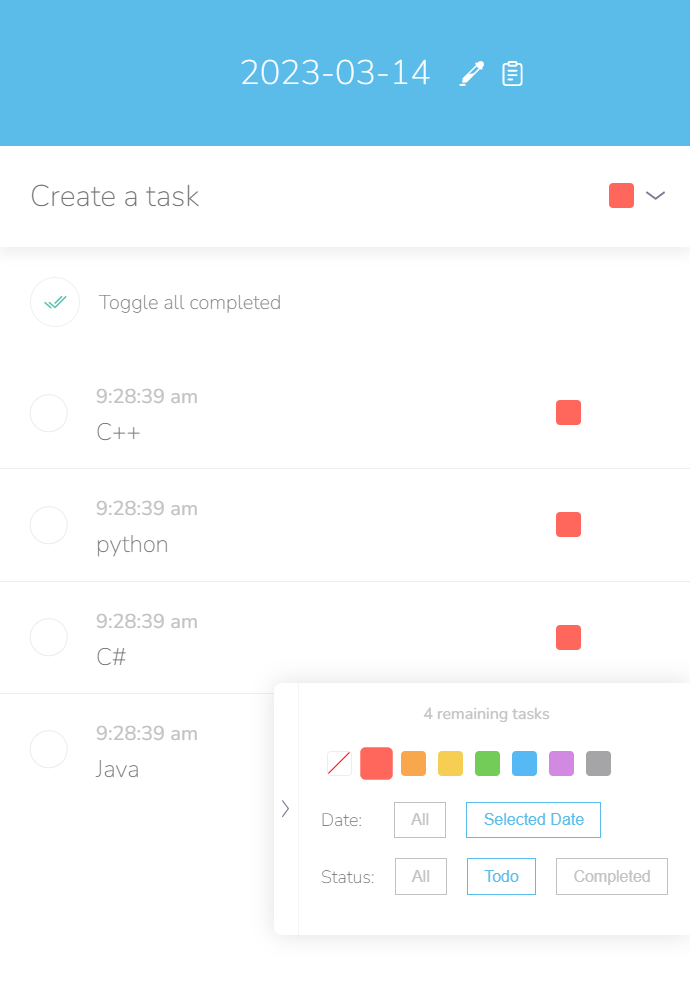 2023-03-14
Create a task
Toggle all completed
9:28:39 am
C++
9:28:39 am
python
9:28:39 am
C#
9:28:39 am
Java
4 remaining tasks
Date: All Selected Date
Status: All Todo Completed